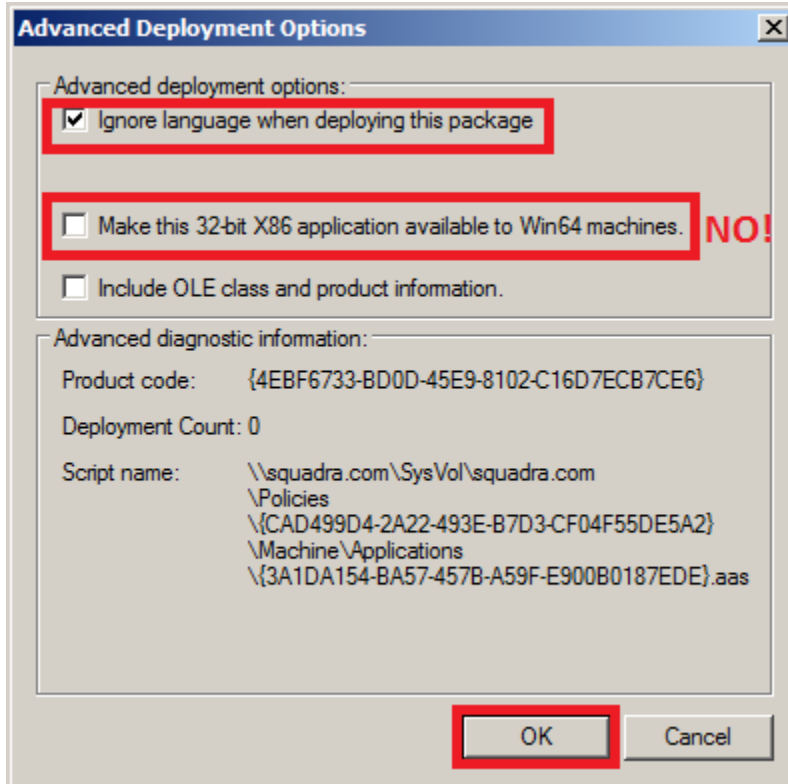 Advanced Deployment Options
Advanced deployment options:
Ignore language when deploying this package
Make this 32-bit X86 application available to Win64 machines. NO!
Include OLE class and product information.
Advanced diagnostic information:
Product code: {4EBF6733-BD0D-45E9-8102-C16D7ECB7CE6}
Deployment Count: 0
Script name: \\squadra.com\SysVol\squadra.com
\Policies
\{CAD499D4-2A22-493E-B7D3-CF04F55DE5A2}
\Machine\Applications
\{3A1DA154-BA57-457B-A59F-E900B0187EDE}.aas
OK Cancel